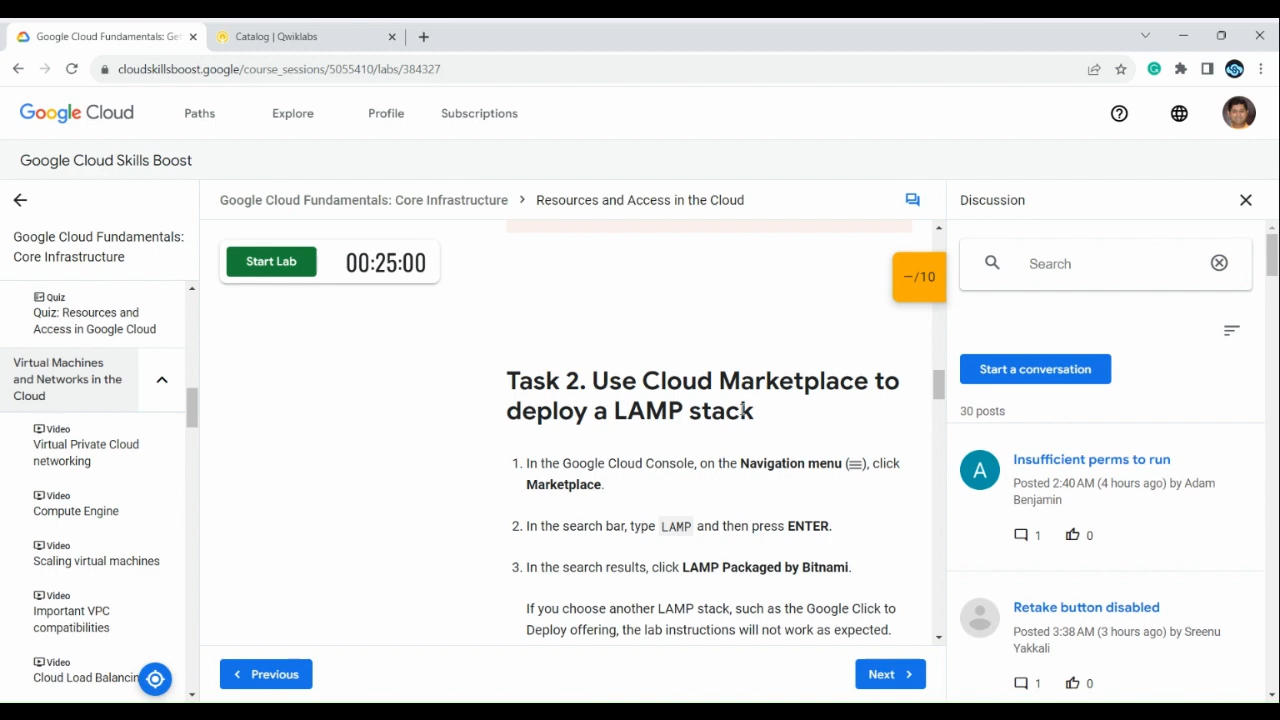 Google Cloud Fundamentals: Get
Catalog | Qwiklabs
cloudskillsboost.google/course_sessions/5055410/labs/384327
Google Cloud
Paths
Explore
Profile
Subscriptions
Google Cloud Skills Boost
Google Cloud Fundamentals:
Core Infrastructure
Quiz
Quiz: Resources and
Access in Google Cloud
Virtual Machines
and Networks in the
Cloud
Video
Virtual Private Cloud
networking
Video
Compute Engine
Video
Scaling virtual machines
Video
Important VPC
compatibilities
Video
Cloud Load Balancin
Google Cloud Fundamentals: Core Infrastructure > Resources and Access in the Cloud
Start Lab
00:25:00
–/10
Task 2. Use Cloud Marketplace to
deploy a LAMP stack
1. In the Google Cloud Console, on the Navigation menu (≡), click
Marketplace.
2. In the search bar, type LAMP and then press ENTER.
3. In the search results, click LAMP Packaged by Bitnami.
If you choose another LAMP stack, such as the Google Click to
Deploy offering, the lab instructions will not work as expected.
Previous
Next
Discussion
Search
Start a conversation
30 posts
A
Insufficient perms to run
Posted 2:40 AM (4 hours ago) by Adam
Benjamin
1
0
Retake button disabled
Posted 3:38 AM (3 hours ago) by Sreenu
Yakkali
1
0